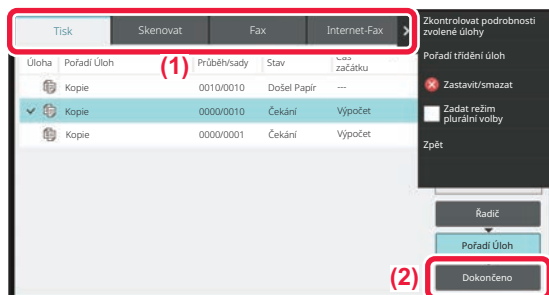 Tisk Skenovat Fax Internet-Fax
(1)
Úloha Pořadí Úloh Průběh/sady Stav Čas začátku
Kopie 0010/0010 Došel Papír ---
Kopie 0000/0010 Čekání Výpočet
Kopie 0000/0001 Čekání Výpočet
Zkontrolovat podrobnosti
zvolené úlohy
Pořadí třídění úloh
Zastavit/smazat
Zadat režim
plurální volby
Zpět
Řadič
Pořadí Úloh
(2)
Dokončeno